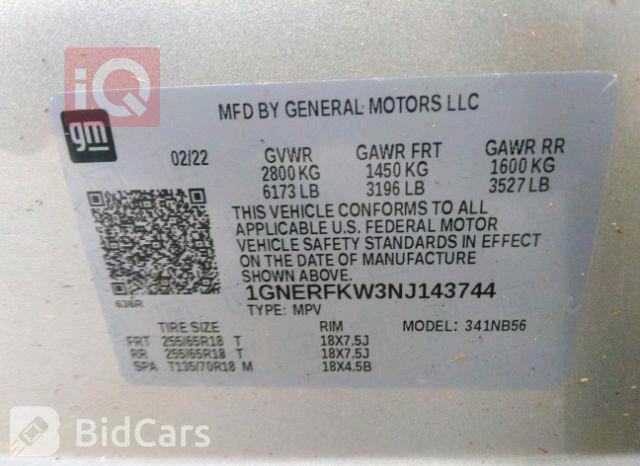 iQ
gm
MFD BY GENERAL MOTORS LLC
02/22 GVWR GAWR FRT GAWR RR
2800 KG 1450 KG 1600 KG
6173 LB 3196 LB 3527 LB
THIS VEHICLE CONFORMS TO ALL
APPLICABLE U.S. FEDERAL MOTOR
VEHICLE SAFETY STANDARDS IN EFFECT
ON THE DATE OF MANUFACTURE
SHOWN ABOVE.
636R
1GNERFKW3NJ143744
TYPE: MPV
TIRE SIZE RIM MODEL: 341NB56
FRT 255/65R18 T 18X7.5J
RR 255/65R18 T 18X7.5J
SPA T135/70R18 M 18X4.5B
BidCars